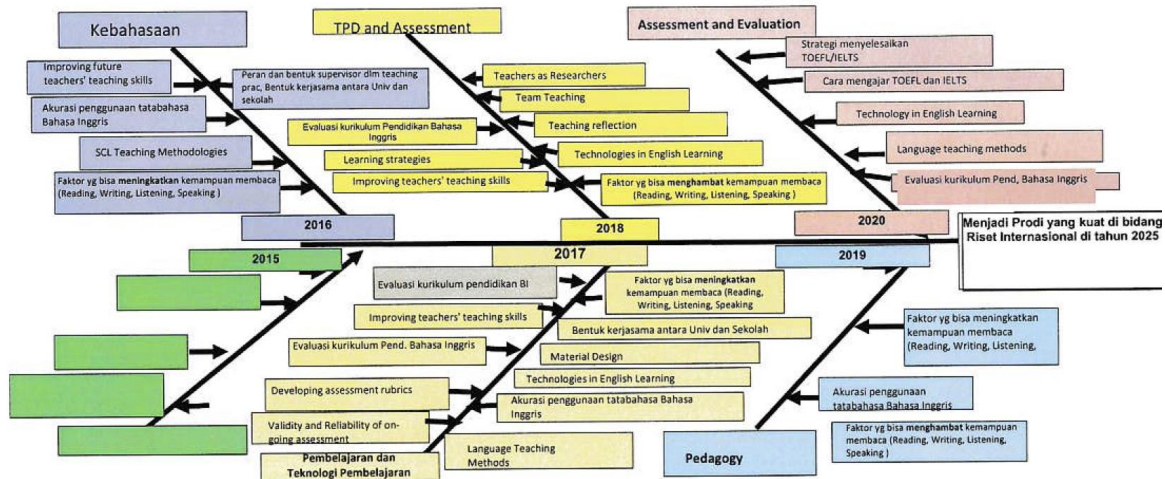 Kebahasaan
Improving future
teachers' teaching skills
Peran dan bentuk supervisor dlm teaching
prac, Bentuk kerjasama antara Univ dan
sekolah
Akurasi penggunaan tatabahasa
Bahasa Inggris
SCL Teaching Methodologies
Faktor yg bisa meningkatkan kemampuan membaca
(Reading, Writing, Listening, Speaking )
2016
TPD and Assessment
Teachers as Researchers
Team Teaching
Teaching reflection
Evaluasi kurikulum Pendidikan Bahasa
Inggris
Technologies in English Learning
Learning strategies
Improving teachers' teaching skills
Faktor yg bisa menghambat kemampuan membaca
(Reading, Writing, Listening, Speaking )
2018
Assessment and Evaluation
Strategi menyelesaikan
TOEFL/IELTS
Cara mengajar TOEFL dan IELTS
Technology in English Learning
Language teaching methods
Evaluasi kurikulum Pend, Bahasa Inggris
2020
Menjadi Prodi yang kuat di bidang
Riset Internasional di tahun 2025
2015
2017
Evaluasi kurikulum pendidikan BI
Faktor yg bisa meningkatkan
kemampuan membaca (Reading,
Writing, Listening, Speaking
Improving teachers' teaching skills
Bentuk kerjasama antara Univ dan Sekolah
Evaluasi kurikulum Pend. Bahasa Inggris
Material Design
Technologies in English Learning
Developing assessment rubrics
Akurasi penggunaan tatabahasa Bahasa
Inggris
Validity and Reliability of on-
going assessment
Language Teaching
Methods
Pembelajaran dan
Teknologi Pembelajaran
2019
Faktor yg bisa meningkatkan
kemampuan membaca
(Reading, Writing, Listening,
Akurasi penggunaan
tatabahasa Bahasa Inggris
Faktor yg bisa menghambat kemampuan
membaca (Reading, Writing, Listening,
Speaking )
Pedagogy